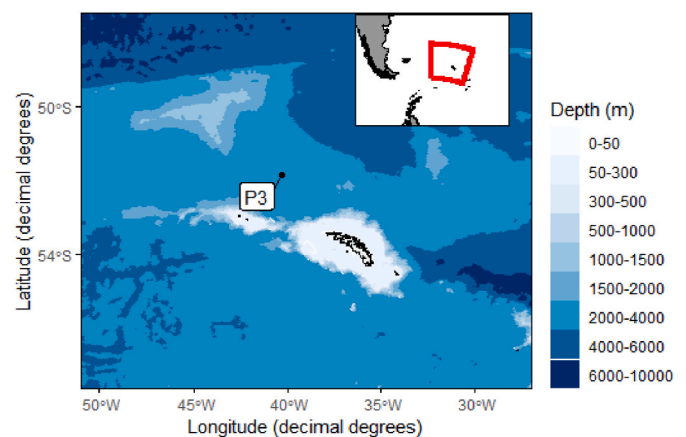 50°S
54°S
Latitude (decimal degrees)
P3
50°W
45°W
40°W
35°W
30°W
Longitude (decimal degrees)
Depth (m)
0-50
50-300
300-500
500-1000
1000-1500
1500-2000
2000-4000
4000-6000
6000-10000